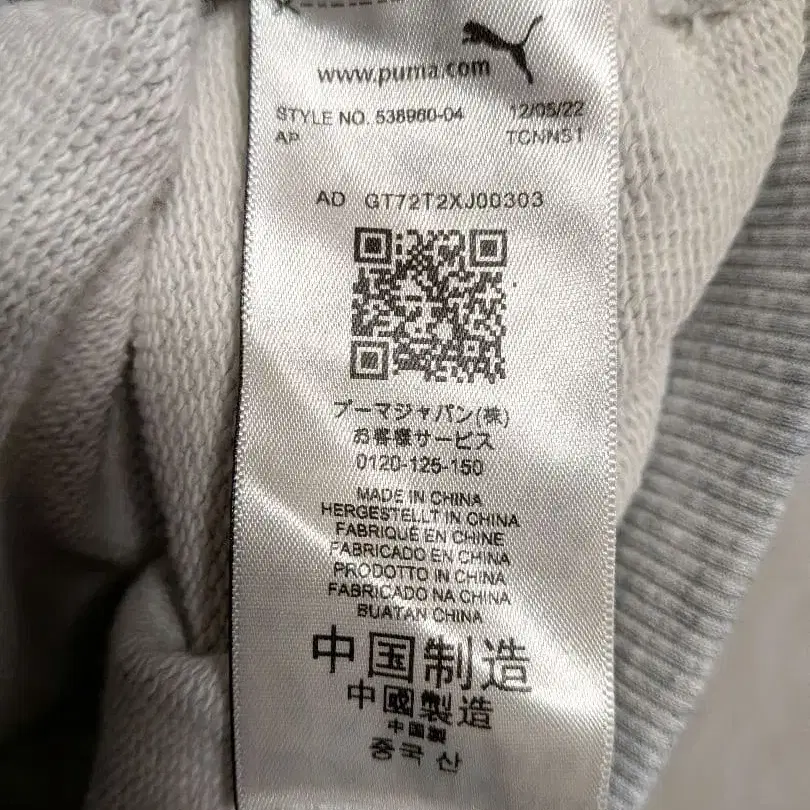 www.puma.com
STYLE NO. 538960-04 12/05/22
AP TCNNS1
AD GT72T2XJ00303
プーマジャパン(株)
お客様サービス
0120-125-150
MADE IN CHINA
HERGESTELLT IN CHINA
FABRIQUÉ EN CHINE
FABRICADO EN CHINA
PRODOTTO IN CHINA
FABRICADO NA CHINA
BUATAN CHINA
中国制造
中國製造
中国製
중국 산